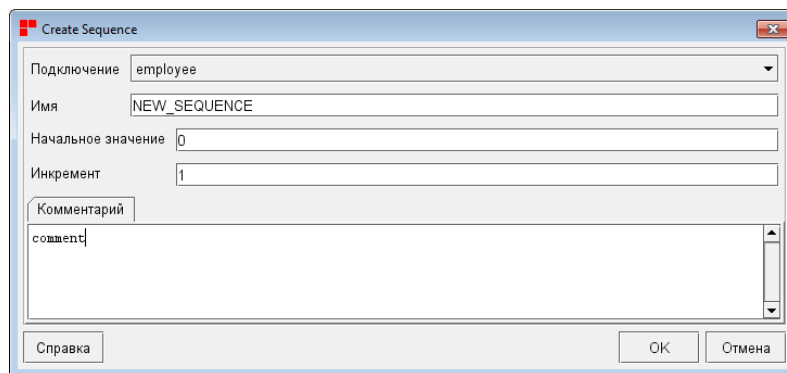 Create Sequence
Подключение employee
Имя NEW_SEQUENCE
Начальное значение 0
Инкремент 1
Комментарий
comment
Справка OK Отмена